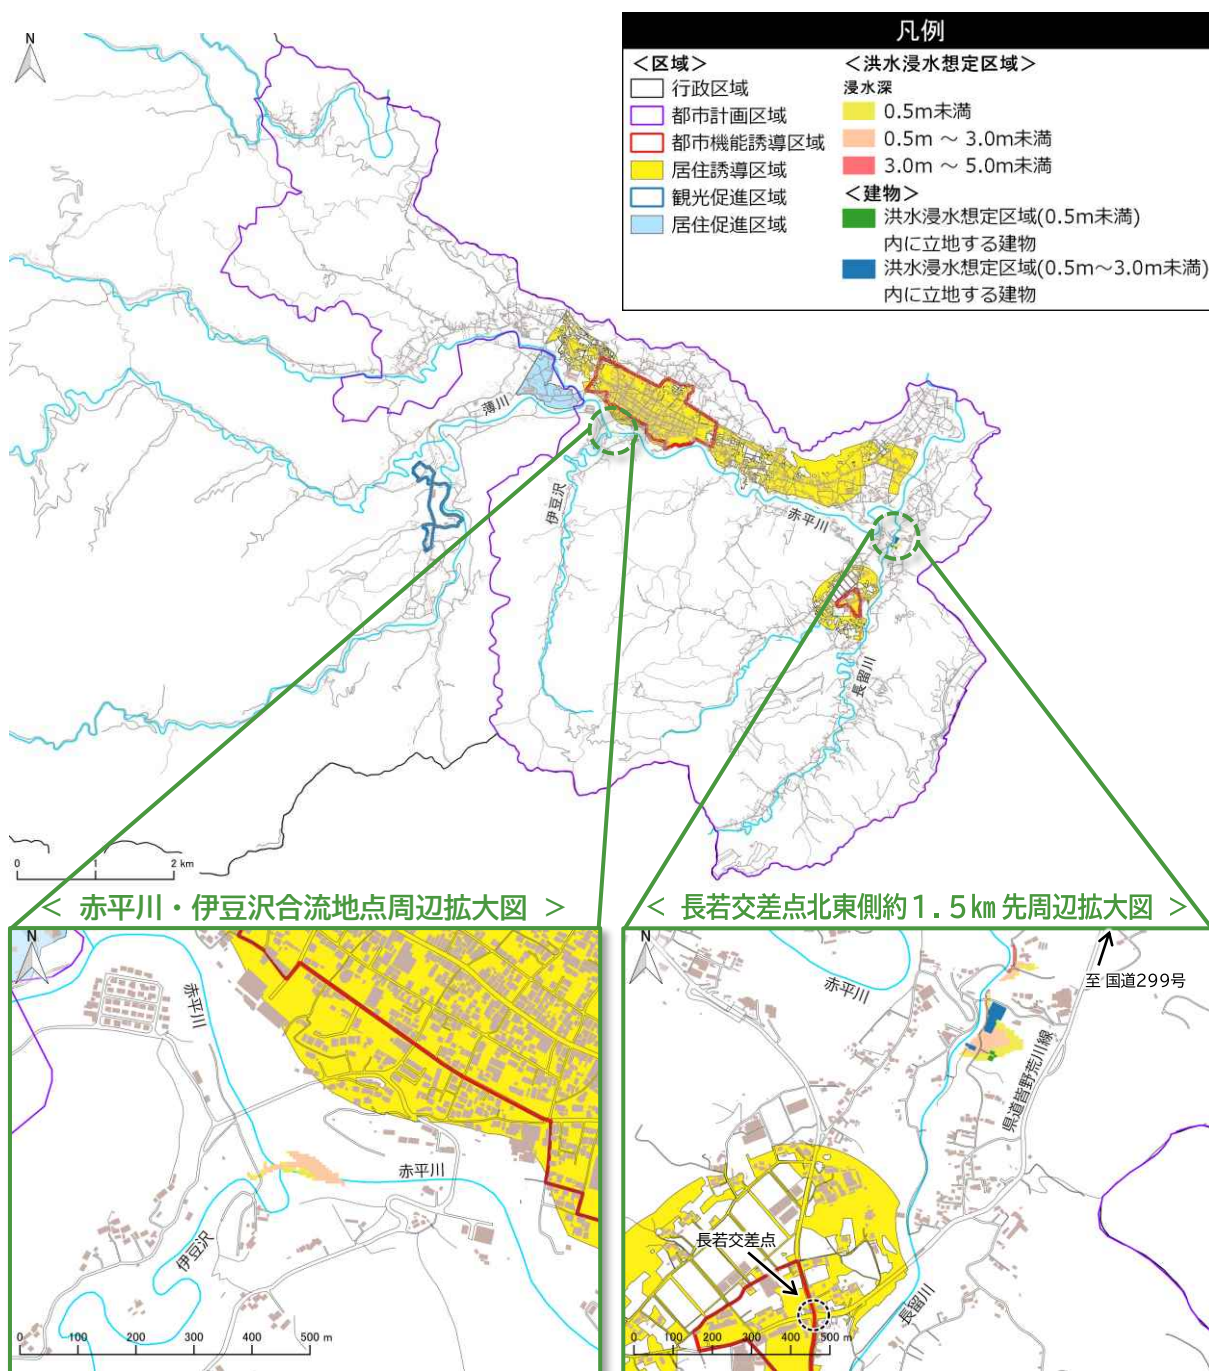 N
凡例
＜区域＞
行政区域
都市計画区域
都市機能誘導区域
居住誘導区域
観光促進区域
居住促進区域
＜洪水浸水想定区域＞
浸水深
0.5m未満
0.5m ～ 3.0m未満
3.0m ～ 5.0m未満
＜建物＞
洪水浸水想定区域(0.5m未満)
内に立地する建物
洪水浸水想定区域(0.5m～3.0m未満)
内に立地する建物
薄川
伊豆沢
赤平川
長留川
0 1 2 km
＜ 赤平川・伊豆沢合流地点周辺拡大図 ＞
N
赤平川
赤平川
伊豆沢
0 100 200 300 400 500 m
＜ 長若交差点北東側約1.5km先周辺拡大図 ＞
N
赤平川
至 国道299号
県道皆野荒川線
長若交差点
長留川
0 100 200 300 400 500 m